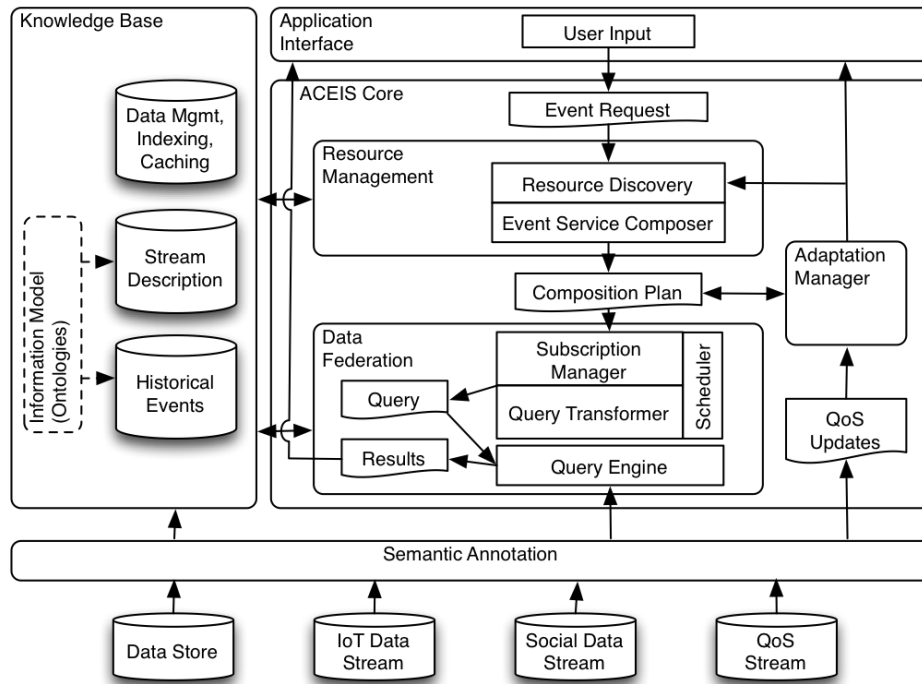 Knowledge Base
Data Mgmt,
Indexing,
Caching
Stream
Description
Historical
Events
Information Model
(Ontologies)
Application
Interface
User Input
ACEIS Core
Event Request
Resource
Management
Resource Discovery
Event Service Composer
Composition Plan
Adaptation
Manager
Data
Federation
Subscription
Manager
Scheduler
Query
Query Transformer
Results
Query Engine
QoS
Updates
Semantic Annotation
Data Store
IoT Data
Stream
Social Data
Stream
QoS
Stream